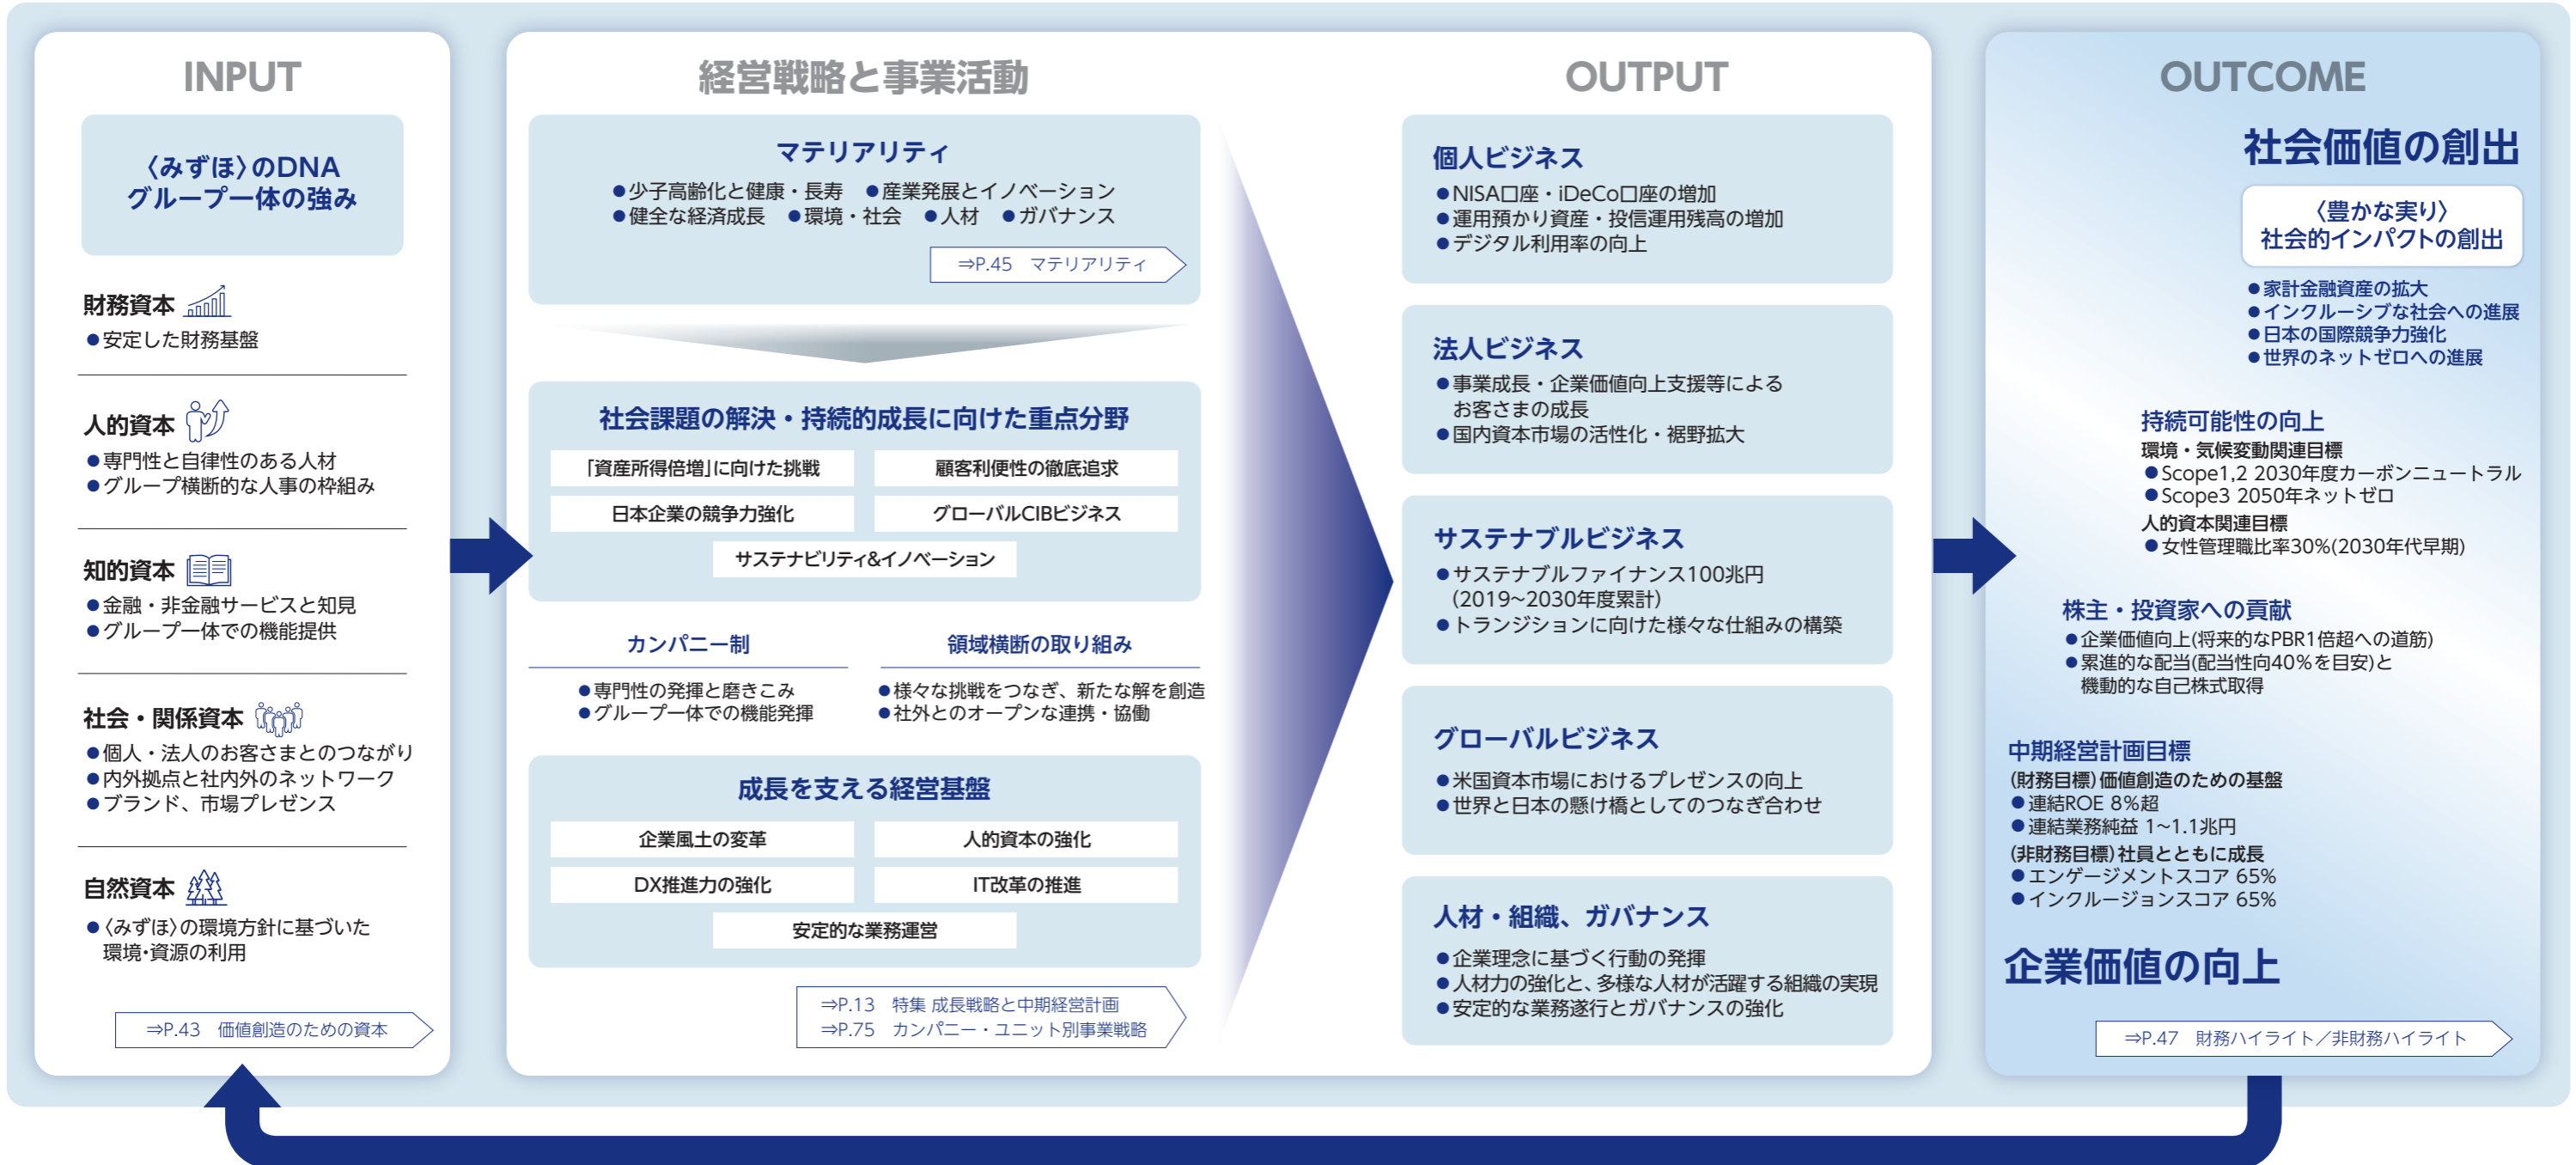 INPUT
〈みずほ〉のDNA
グループ一体の強み
財務資本
●安定した財務基盤
人的資本
●専門性と自律性のある人材
●グループ横断的な人事の枠組み
知的資本
●金融・非金融サービスと知見
●グループ一体での機能提供
社会・関係資本
●個人・法人のお客さまとのつながり
●内外拠点と社内外のネットワーク
●ブランド、市場プレゼンス
自然資本
●〈みずほ〉の環境方針に基づいた
環境・資源の利用
⇒P.43 価値創造のための資本
経営戦略と事業活動
マテリアリティ
●少子高齢化と健康・長寿 ●産業発展とイノベーション
●健全な経済成長 ●環境・社会 ●人材 ●ガバナンス
⇒P.45 マテリアリティ
社会課題の解決・持続的成長に向けた重点分野
「資産所得倍増」に向けた挑戦
顧客利便性の徹底追求
日本企業の競争力強化
グローバルCIBビジネス
サステナビリティ&イノベーション
カンパニー制
●専門性の発揮と磨きこみ
●グループ一体での機能発揮
領域横断の取り組み
●様々な挑戦をつなぎ、新たな解を創造
●社外とのオープンな連携・協働
成長を支える経営基盤
企業風土の変革
人的資本の強化
DX推進力の強化
IT改革の推進
安定的な業務運営
⇒P.13 特集 成長戦略と中期経営計画
⇒P.75 カンパニー・ユニット別事業戦略
OUTPUT
個人ビジネス
●NISA口座・iDeCo口座の増加
●運用預かり資産・投信運用残高の増加
●デジタル利用率の向上
法人ビジネス
●事業成長・企業価値向上支援等による
お客さまの成長
●国内資本市場の活性化・裾野拡大
サステナブルビジネス
●サステナブルファイナンス100兆円
(2019~2030年度累計)
●トランジションに向けた様々な仕組みの構築
グローバルビジネス
●米国資本市場におけるプレゼンスの向上
●世界と日本の懸け橋としてのつなぎ合わせ
人材・組織、ガバナンス
●企業理念に基づく行動の発揮
●人材力の強化と、多様な人材が活躍する組織の実現
●安定的な業務遂行とガバナンスの強化
OUTCOME
社会価値の創出
〈豊かな実り〉
社会的インパクトの創出
●家計金融資産の拡大
●インクルーシブな社会への進展
●日本の国際競争力強化
●世界のネットゼロへの進展
持続可能性の向上
環境・気候変動関連目標
●Scope1,2 2030年度カーボンニュートラル
●Scope3 2050年ネットゼロ
人的資本関連目標
●女性管理職比率30%(2030年代早期)
株主・投資家への貢献
●企業価値向上(将来的なPBR1倍超への道筋)
●累進的な配当(配当性向40%を目安)と
機動的な自己株式取得
中期経営計画目標
(財務目標)価値創造のための基盤
●連結ROE 8%超
●連結業務純益 1~1.1兆円
(非財務目標)社員とともに成長
●エンゲージメントスコア 65%
●インクルージョンスコア 65%
企業価値の向上
⇒P.47 財務ハイライト／非財務ハイライト